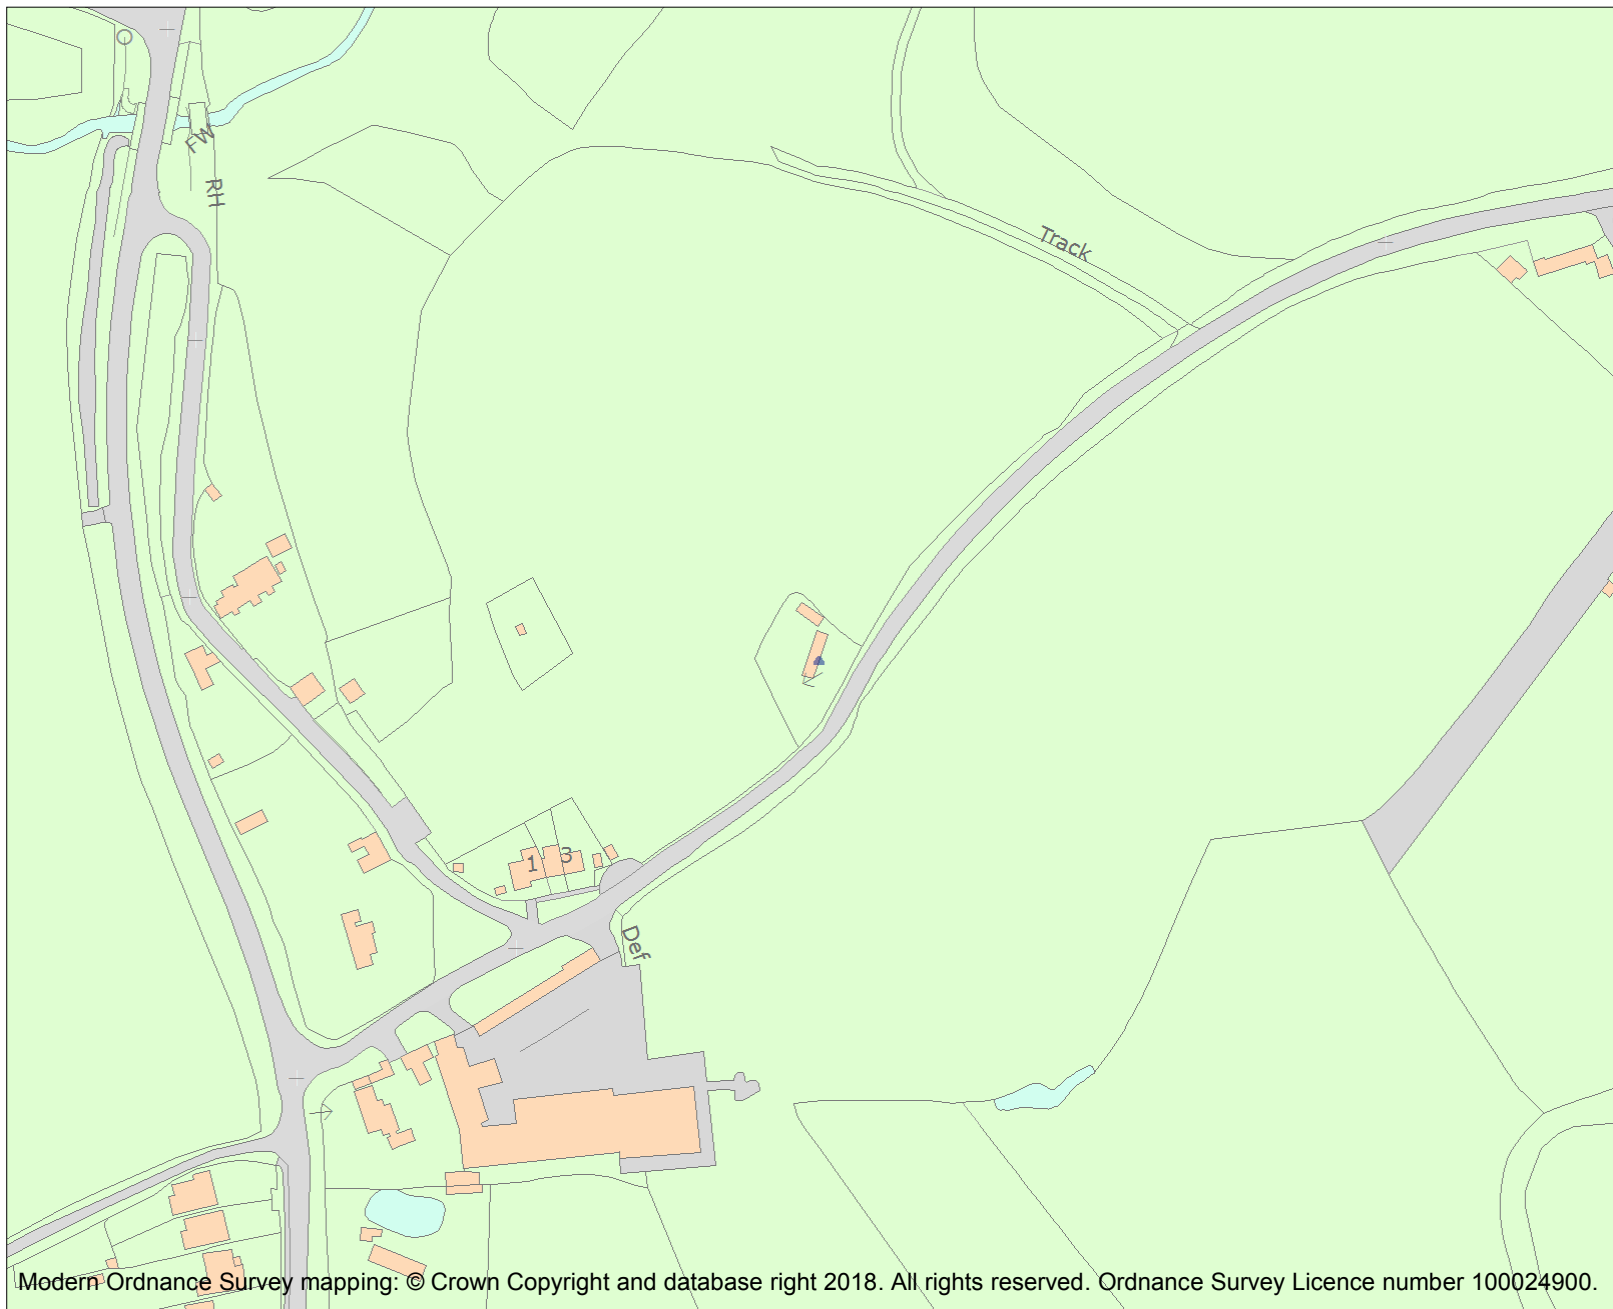 FW
RH
Track
1
3
Def
Modern Ordnance Survey mapping: © Crown Copyright and database right 2018. All rights reserved. Ordnance Survey Licence number 100024900.